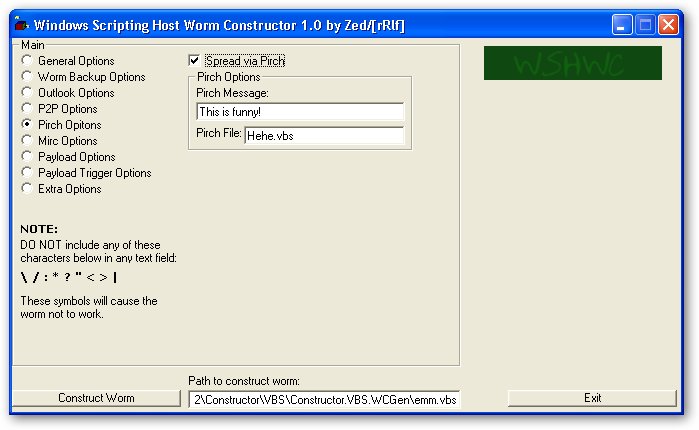 Windows Scripting Host Worm Constructor 1.0 by Zed/[rRlf]
Main
General Options
Worm Backup Options
Outlook Options
P2P Options
Pirch Opitons
Mirc Options
Payload Options
Payload Trigger Options
Extra Options
NOTE:
DO NOT include any of these
characters below in any text field:
\ / : * ? " < > |
These symbols will cause the
worm not to work.
Spread via Pirch
Pirch Options
Pirch Message:
This is funny!
Pirch File: Hehe.vbs
WSHWC
Path to construct worm:
Construct Worm
2\Constructor\VBS\Constructor.VBS.WCGen\emm.vbs
Exit